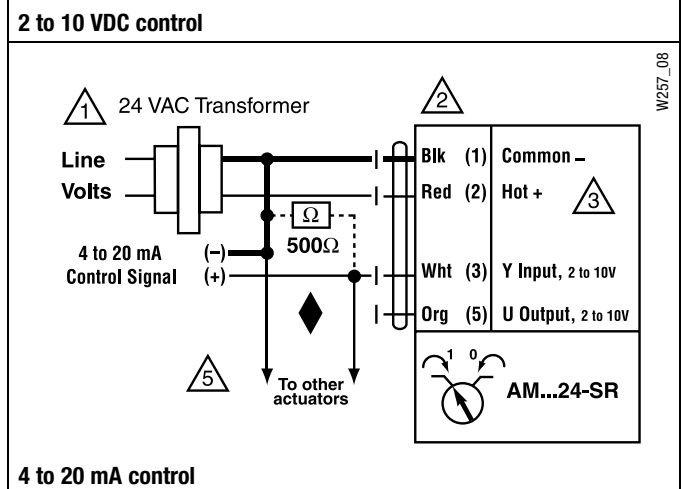 2 to 10 VDC control
W257_08
1 24 VAC Transformer
2
Line
Volts
Blk (1) Common –
Red (2) Hot +
3
Ω
500Ω
4 to 20 mA (–)
Control Signal (+)
Wht (3) Y Input, 2 to 10V
Org (5) U Output, 2 to 10V
5
To other
actuators
1 0
AM...24-SR
4 to 20 mA control